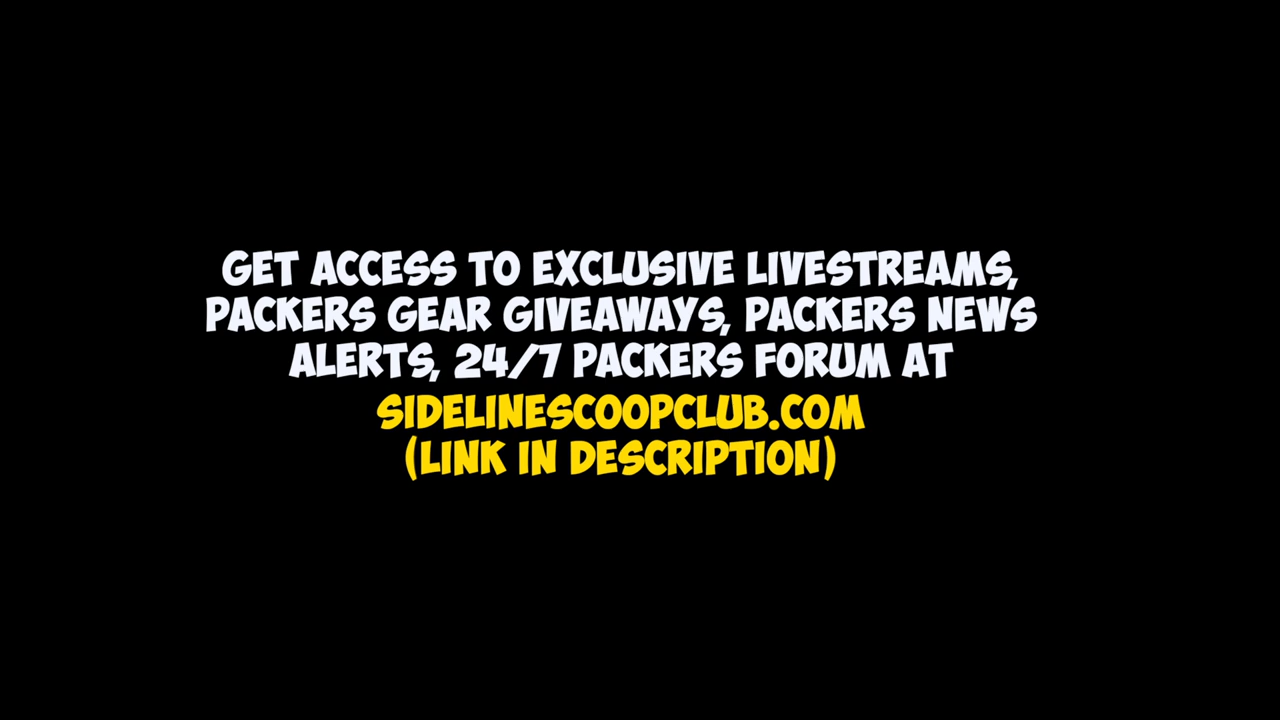 GET ACCESS TO EXCLUSIVE LIVESTREAMS,
PACKERS GEAR GIVEAWAYS, PACKERS NEWS
ALERTS, 24/7 PACKERS FORUM AT
SIDELINESCOOPCLUB.COM
(LINK IN DESCRIPTION)